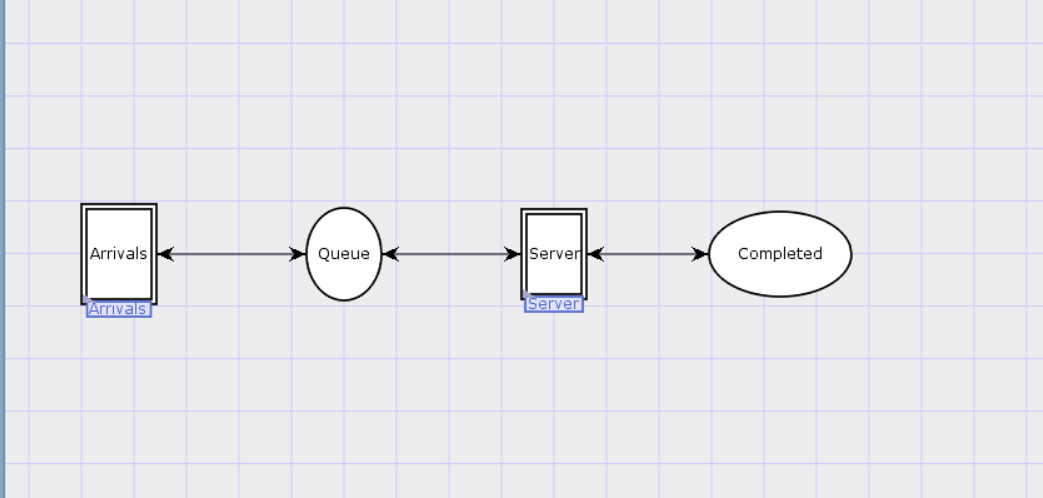 Arrivals
Queue
Server
Completed
Arrivals
Server